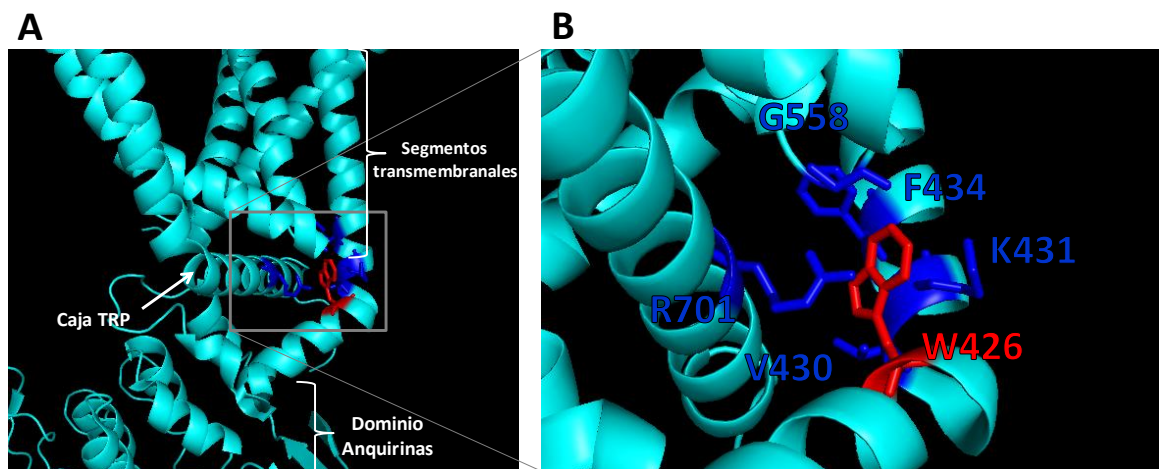 A
Segmentos
transmembranales
Caja TRP
Dominio
Anquirinas
B
G558
F434
K431
R701
W426
V430